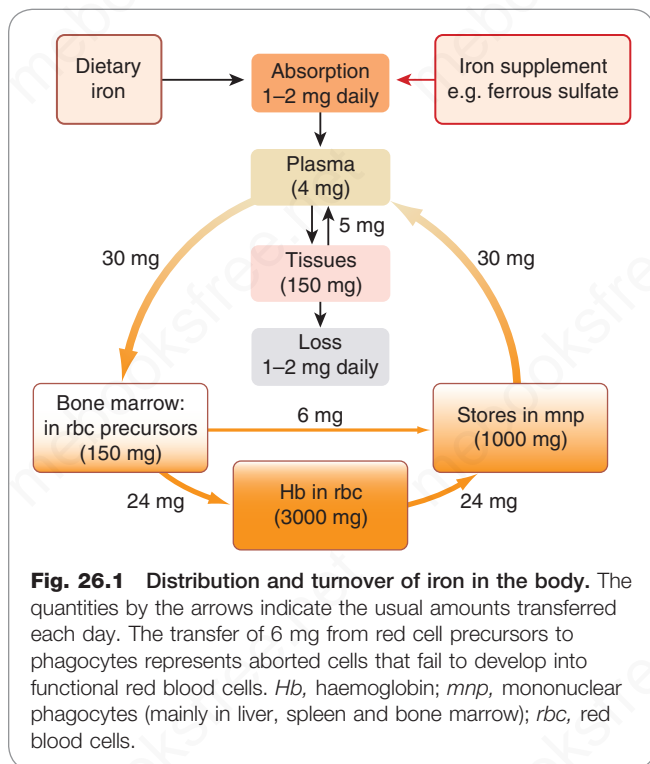 Dietary
iron
Absorption
1–2 mg daily
Iron supplement
e.g. ferrous sulfate
Plasma
(4 mg)
5 mg
30 mg
30 mg
Tissues
(150 mg)
Loss
1–2 mg daily
Bone marrow:
in rbc precursors
(150 mg)
6 mg
Stores in mnp
(1000 mg)
24 mg
Hb in rbc
(3000 mg)
24 mg
Fig. 26.1 Distribution and turnover of iron in the body. The
quantities by the arrows indicate the usual amounts transferred
each day. The transfer of 6 mg from red cell precursors to
phagocytes represents aborted cells that fail to develop into
functional red blood cells. Hb, haemoglobin; mnp, mononuclear
phagocytes (mainly in liver, spleen and bone marrow); rbc, red
blood cells.